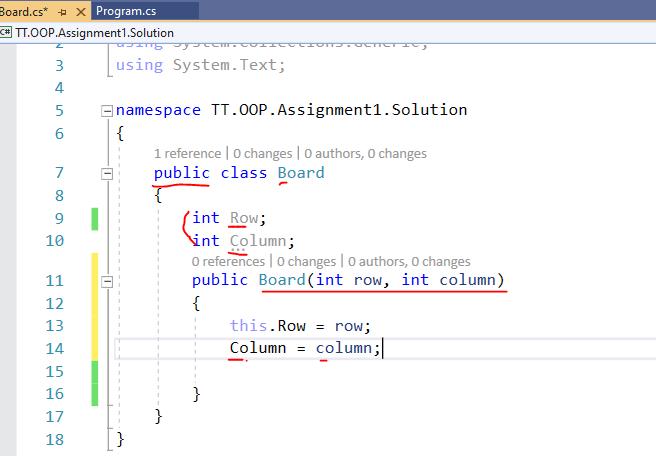 Board.cs* Program.cs
C# TT.OOP.Assignment1.Solution
2 using System.Collections.Generic;
3 using System.Text;
4
5 namespace TT.OOP.Assignment1.Solution
6 {
1 reference | 0 changes | 0 authors, 0 changes
7 public class Board
8 {
9 int Row;
10 int Column;
0 references | 0 changes | 0 authors, 0 changes
11 public Board(int row, int column)
12 {
13 this.Row = row;
14 Column = column;
15
16 }
17 }
18 }